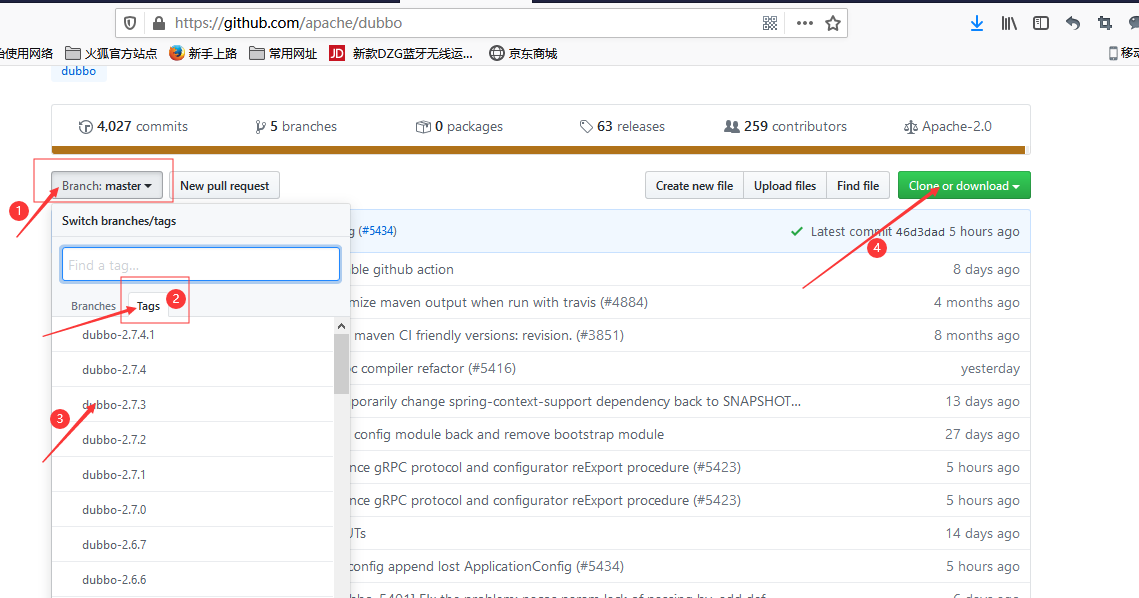 https://github.com/apache/dubbo
使用网络 火狐官方站点 新手上路 常用网址 JD 新款DZG蓝牙无线运... 京东商城 移动
dubbo
4,027 commits 5 branches 0 packages 63 releases 259 contributors Apache-2.0
Branch: master New pull request Create new file Upload files Find file Clone or download
1
4
Switch branches/tags
(#5434) Latest commit 46d3dad 5 hours ago
Find a tag...
ble github action 8 days ago
Branches Tags 2
mize maven output when run with travis (#4884) 4 months ago
dubbo-2.7.4.1
maven CI friendly versions: revision. (#3851) 8 months ago
dubbo-2.7.4
compiler refactor (#5416) yesterday
dubbo-2.7.3
porarily change spring-context-support dependency back to SNAPSHOT... 13 days ago
3
dubbo-2.7.2
config module back and remove bootstrap module 27 days ago
dubbo-2.7.1
nce gRPC protocol and configurator reExport procedure (#5423) 5 hours ago
dubbo-2.7.0
nce gRPC protocol and configurator reExport procedure (#5423) 5 hours ago
dubbo-2.6.7
UTs 14 days ago
dubbo-2.6.6
config append lost ApplicationConfig (#5434) 5 hours ago